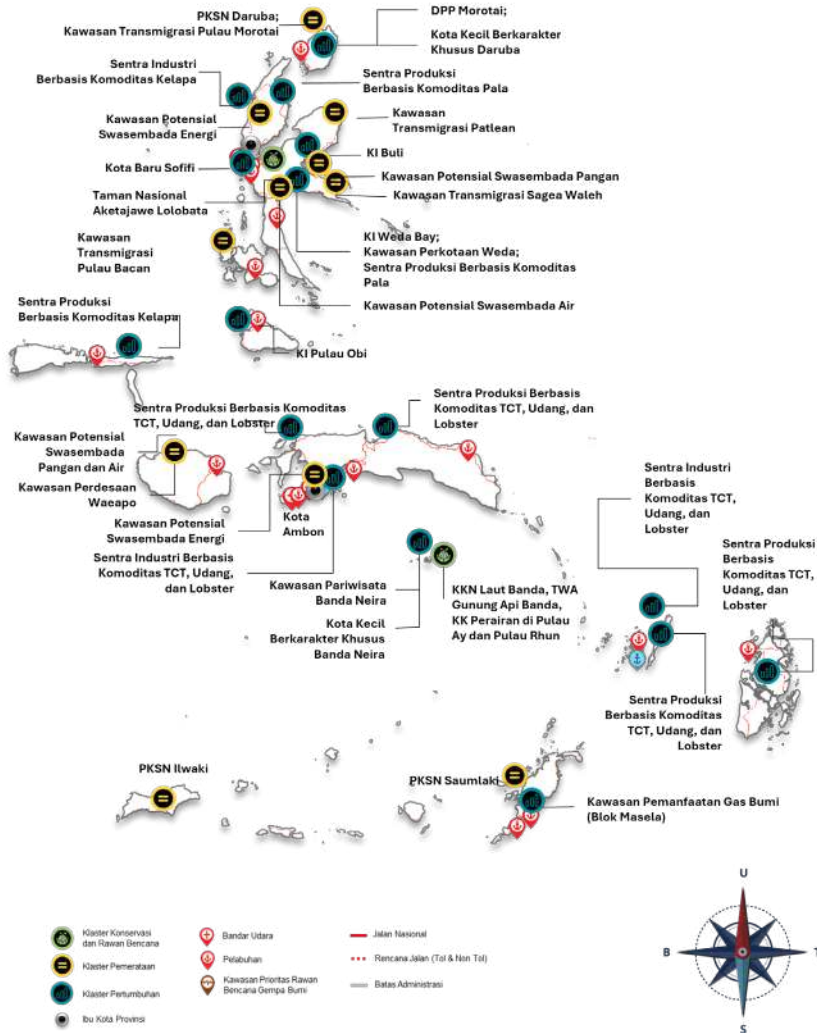 PKSN Daruba;
Kawasan Transmigrasi Pulau Morotai
DPP Morotai;
Kota Kecil Berkarakter
Khusus Daruba
Sentra Industri
Berbasis Komoditas Kelapa
Sentra Produksi
Berbasis Komoditas Pala
Kawasan Potensial
Swasembada Energi
Kawasan
Transmigrasi Patlean
KI Buli
Kota Baru Sofifi
Kawasan Potensial Swasembada Pangan
Taman Nasional
Aketajawe Lolobata
Kawasan Transmigrasi Sagea Waleh
Kawasan
Transmigrasi
Pulau Bacan
KI Weda Bay;
Kawasan Perkotaan Weda;
Sentra Produksi Berbasis Komoditas
Pala
Kawasan Potensial Swasembada Air
Sentra Produksi
Berbasis Komoditas Kelapa
KI Pulau Obi
Sentra Produksi Berbasis Komoditas
TCT, Udang, dan Lobster
Sentra Produksi Berbasis
Komoditas TCT, Udang, dan
Lobster
Kawasan Potensial
Swasembada
Pangan dan Air
Kawasan Perdesaan
Waeapo
Kawasan Potensial
Swasembada Energi
Kota
Ambon
Sentra Industri Berbasis
Komoditas TCT, Udang,
dan Lobster
Kawasan Pariwisata
Banda Neira
Kota Kecil
Berkarakter Khusus
Banda Neira
KKN Laut Banda, TWA
Gunung Api Banda,
KK Perairan di Pulau
Ay dan Pulau Rhun
Sentra Industri
Berbasis
Komoditas TCT,
Udang, dan
Lobster
Sentra Produksi
Berbasis
Komoditas TCT,
Udang, dan
Lobster
Sentra Produksi
Berbasis Komoditas
TCT, Udang, dan
Lobster
PKSN Ilwaki
PKSN Saumlaki
Kawasan Pemanfaatan Gas Bumi
(Blok Masela)
Klaster Konservasi
dan Rawan Bencana
Klaster Pemerataan
Klaster Pertumbuhan
Ibu Kota Provinsi
Bandar Udara
Pelabuhan
Kawasan Prioritas Rawan
Bencana Gempa Bumi
Jalan Nasional
Rencana Jalan (Tol & Non Tol)
Batas Administrasi
U
B
T
S